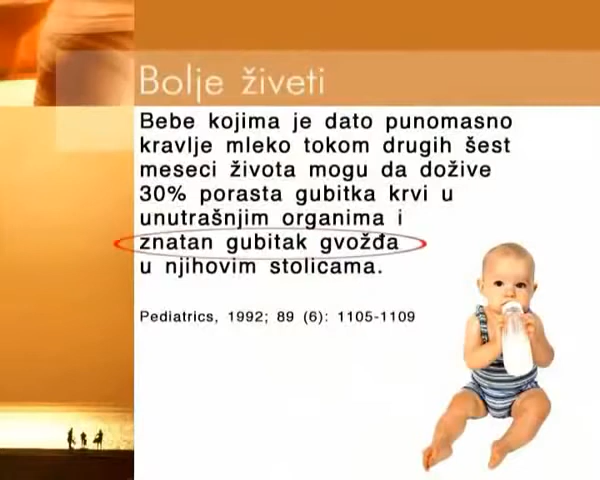 Bolje živeti
Bebe kojima je dato punomasno
kravlje mleko tokom drugih šest
meseci života mogu da dožive
30% porasta gubitka krvi u
unutrašnjim organima i
znatan gubitak gvožđa
u njihovim stolicama.
Pediatrics, 1992; 89 (6): 1105-1109